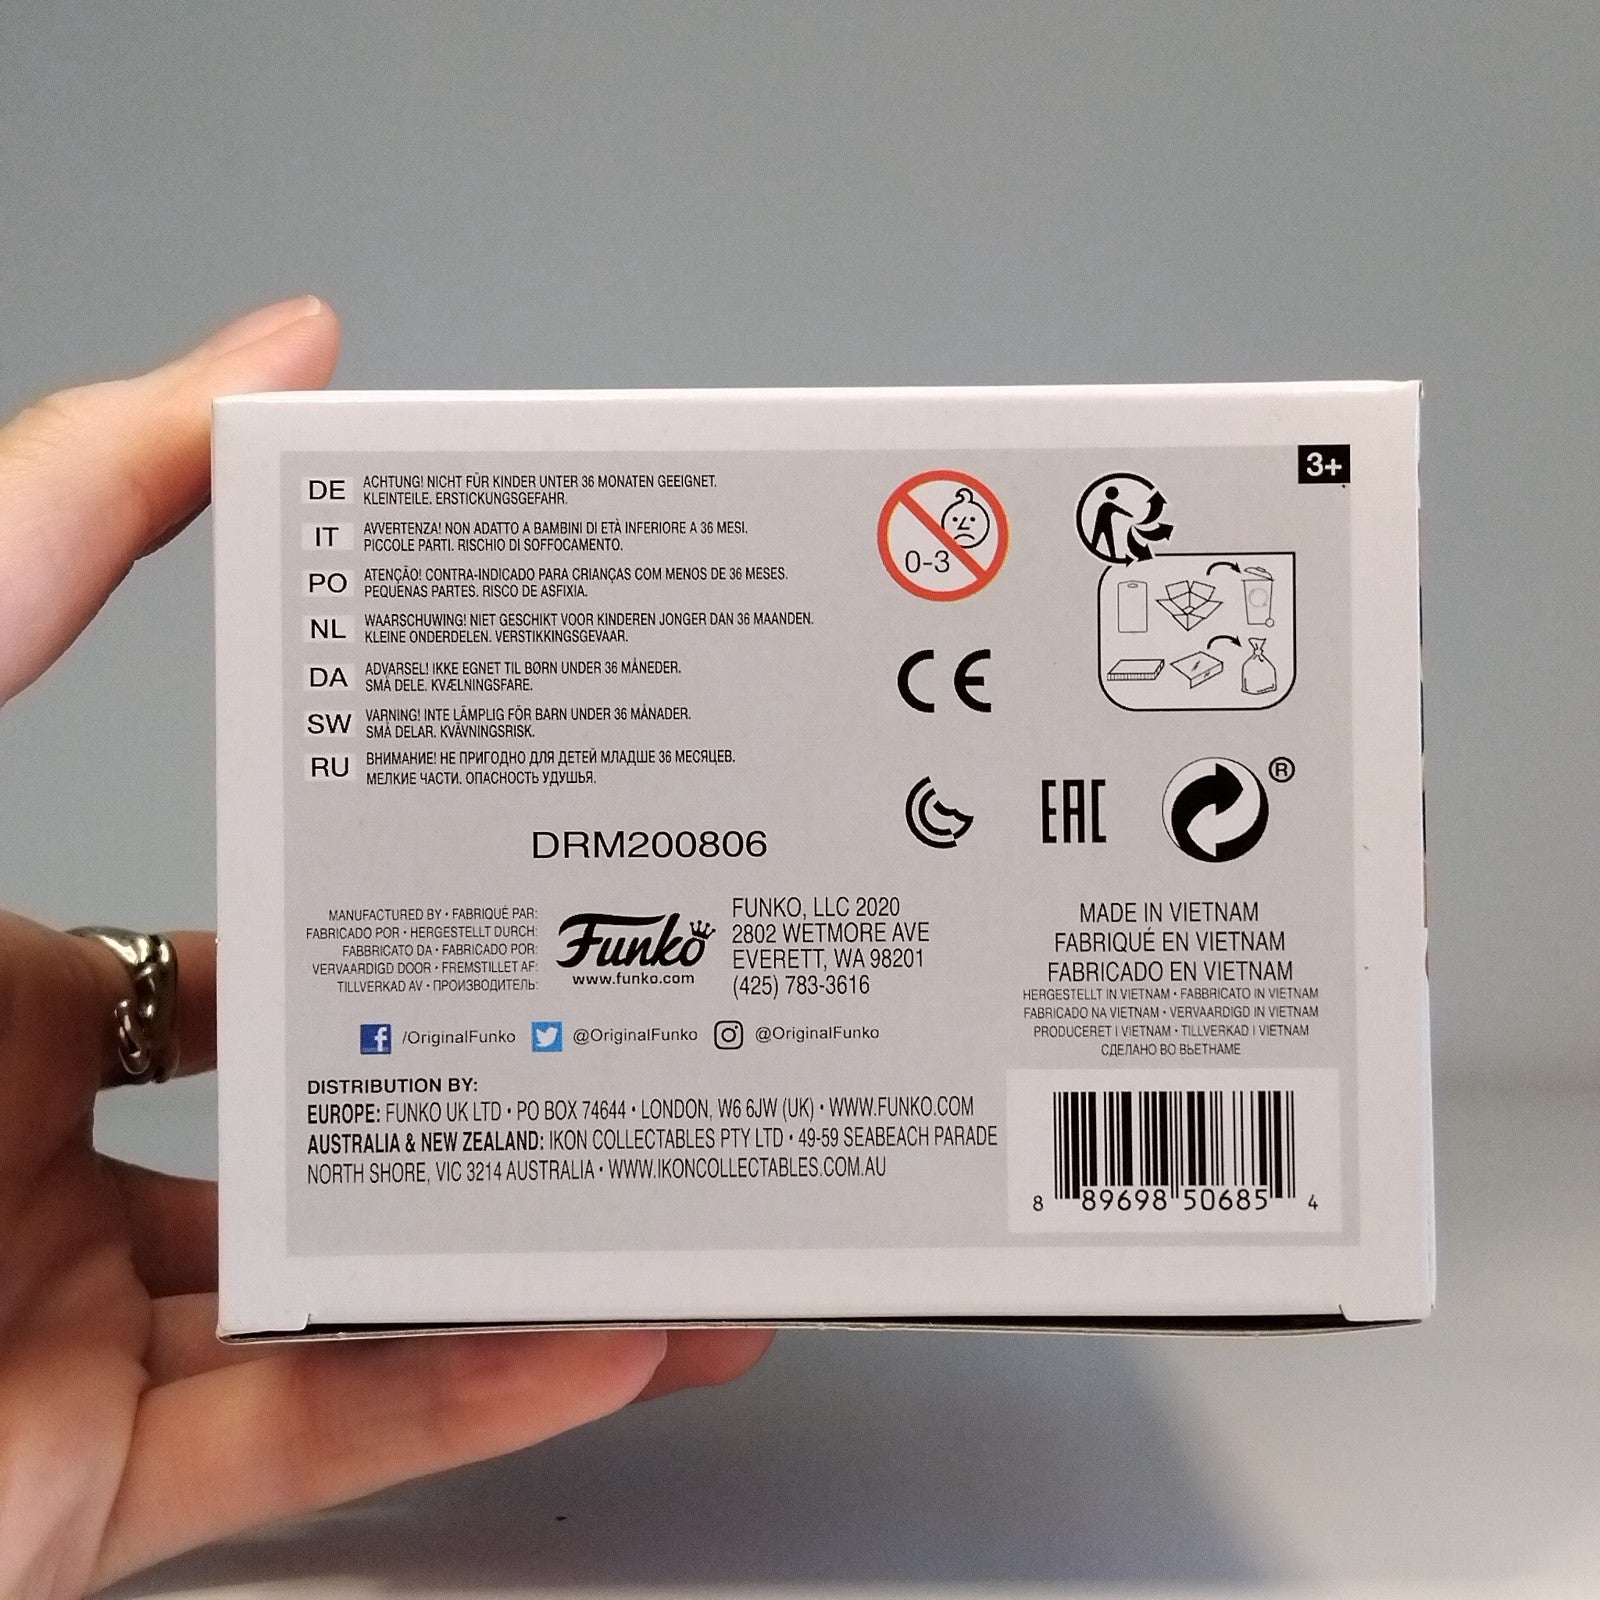 3+
DE ACHTUNG! NICHT FÜR KINDER UNTER 36 MONATEN GEEIGNET.
KLEINTEILE. ERSTICKUNGSGEFAHR.
IT AVVERTENZA! NON ADATTO A BAMBINI DI ETÀ INFERIORE A 36 MESI.
PICCOLE PARTI. RISCHIO DI SOFFOCAMENTO.
PO ATENÇÃO! CONTRA-INDICADO PARA CRIANÇAS COM MENOS DE 36 MESES.
PEQUENAS PARTES. RISCO DE ASFIXIA.
NL WAARSCHUWING! NIET GESCHIKT VOOR KINDEREN JONGER DAN 36 MAANDEN.
KLEINE ONDERDELEN. VERSTIKKINGSGEVAAR.
DA ADVARSEL! IKKE EGNET TIL BØRN UNDER 36 MÅNEDER.
SMÅ DELE. KVÆLNINGSFARE.
SW VARNING! INTE LÄMPLIG FÖR BARN UNDER 36 MÅNADER.
SMÅ DELAR. KVÄVNINGSRISK.
RU ВНИМАНИЕ! НЕ ПРИГОДНО ДЛЯ ДЕТЕЙ МЛАДШЕ 36 МЕСЯЦЕВ.
МЕЛКИЕ ЧАСТИ. ОПАСНОСТЬ УДУШЬЯ.
0-3
CE
EAC
®
DRM200806
MANUFACTURED BY • FABRIQUÉ PAR:
FABRICADO POR • HERGESTELLT DURCH:
FABBRICATO DA • FABRICADO POR:
VERVAARDIGD DOOR • FREMSTILLET AF:
TILLVERKAD AV • ПРОИЗВОДИТЕЛЬ:
Funko
www.funko.com
FUNKO, LLC 2020
2802 WETMORE AVE
EVERETT, WA 98201
(425) 783-3616
f /OriginalFunko @OriginalFunko @OriginalFunko
MADE IN VIETNAM
FABRIQUÉ EN VIETNAM
FABRICADO EN VIETNAM
HERGESTELLT IN VIETNAM • FABBRICATO IN VIETNAM
FABRICADO NA VIETNAM • VERVAARDIGD IN VIETNAM
PRODUCERET I VIETNAM • TILLVERKAD I VIETNAM
СДЕЛАНО ВО ВЬЕТНАМЕ
DISTRIBUTION BY:
EUROPE: FUNKO UK LTD • PO BOX 74644 • LONDON, W6 6JW (UK) • WWW.FUNKO.COM
AUSTRALIA & NEW ZEALAND: IKON COLLECTABLES PTY LTD • 49-59 SEABEACH PARADE
NORTH SHORE, VIC 3214 AUSTRALIA • WWW.IKONCOLLECTABLES.COM.AU
8 89698 50685 4